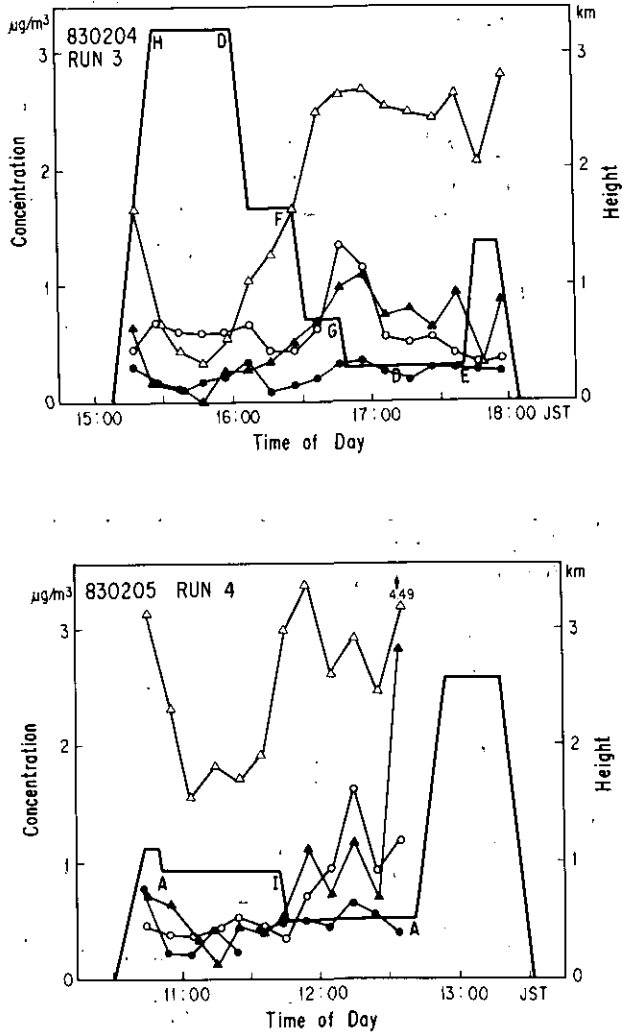 μg/m³ km
830204
RUN 3
H D
3 3
2 2
Concentration
Height
F
1 1
G
D E
0 0
15:00 16:00 17:00 18:00 JST
Time of Day
μg/m³ 830205 RUN 4 km
4.49
3 3
2 2
Concentration
Height
1 1
A I
A
0 0
11:00 12:00 13:00 JST
Time of Day